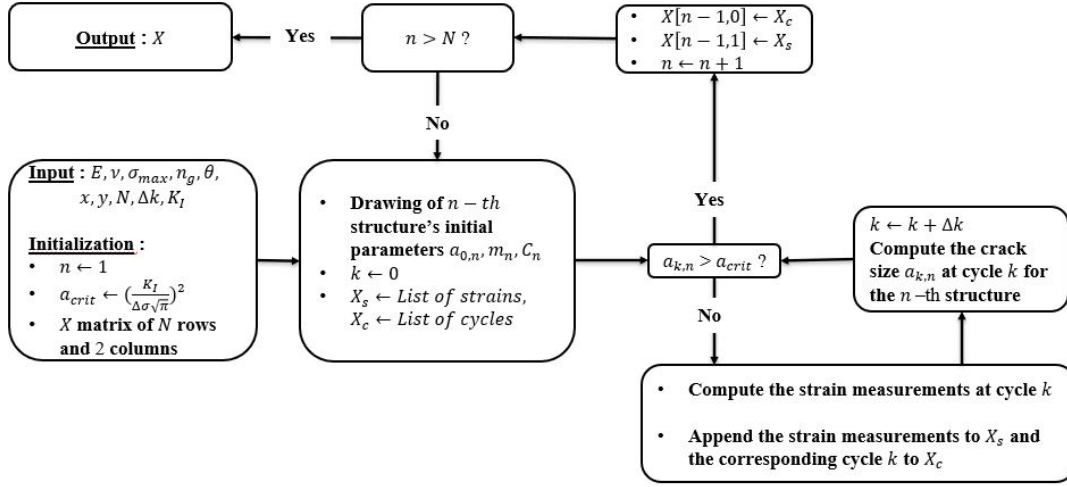 Output : X
Yes
n > N ?
• X[n − 1,0] ← X_c
• X[n − 1,1] ← X_s
• n ← n + 1
No
Input : E, ν, σ_max, n_g, θ,
x, y, N, Δk, K_I
Initialization :
• n ← 1
• a_crit ← (K_I / Δσ√π)^2
• X matrix of N rows
and 2 columns
• Drawing of n − th
structure's initial
parameters a_{0,n}, m_n, C_n
• k ← 0
• X_s ← List of strains,
X_c ← List of cycles
Yes
a_{k,n} > a_crit ?
No
k ← k + Δk
Compute the crack
size a_{k,n} at cycle k for
the n –th structure
• Compute the strain measurements at cycle k
• Append the strain measurements to X_s and
the corresponding cycle k to X_c